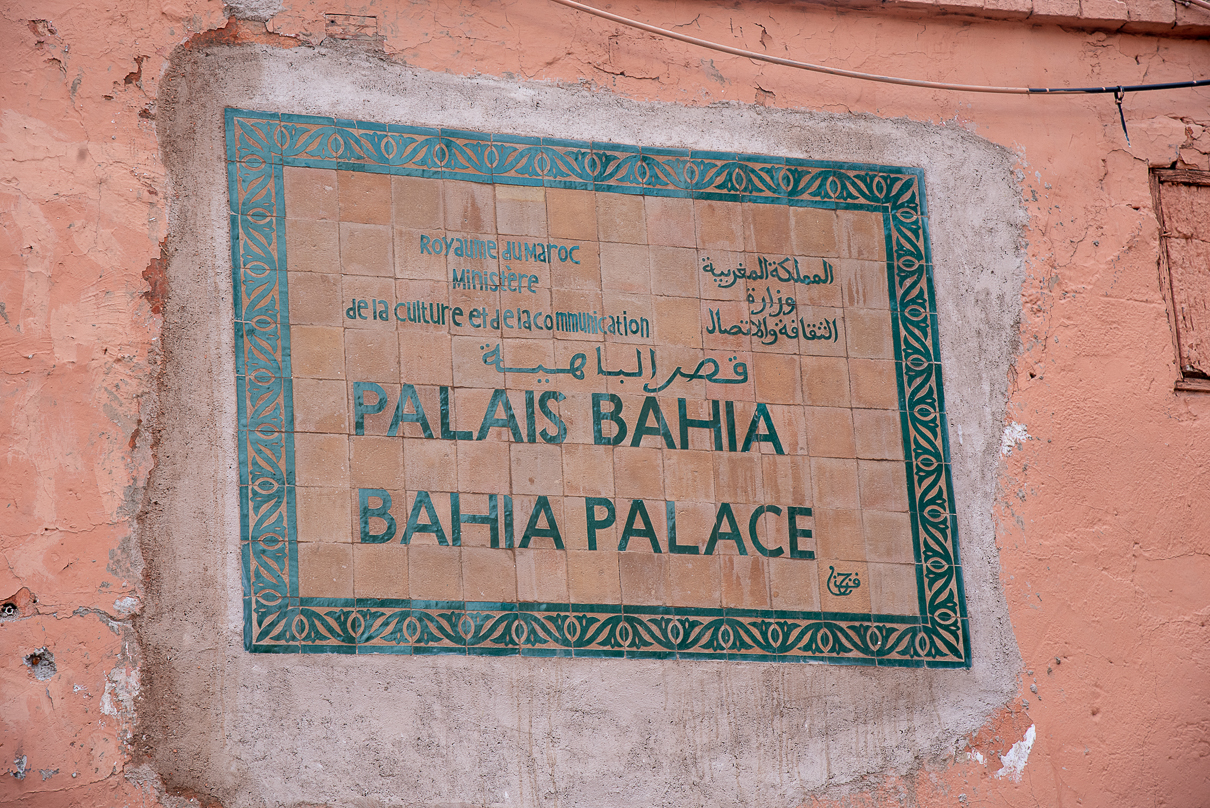 Royaume du Maroc
Ministère
de la culture et de la communication
المملكة المغربية
وزارة
الثقافة والاتصال
قصر الباهية
PALAIS BAHIA
BAHIA PALACE